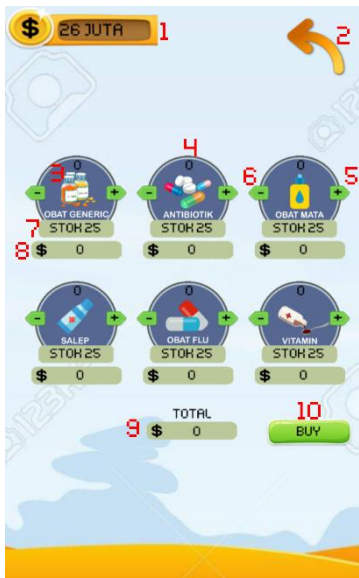 $ 26 JUTA 1 2
4
0 0 0
3 6 5
- + - + - +
OBAT GENERIC ANTIBIOTIK OBAT MATA
7 STOK 25 STOK 25 STOK 25
8 $ 0 $ 0 $ 0
0 0 0
- + - + - +
SALEP OBAT FLU VITAMIN
STOK 25 STOK 25 STOK 25
$ 0 $ 0 $ 0
TOTAL 10
9 $ 0 BUY